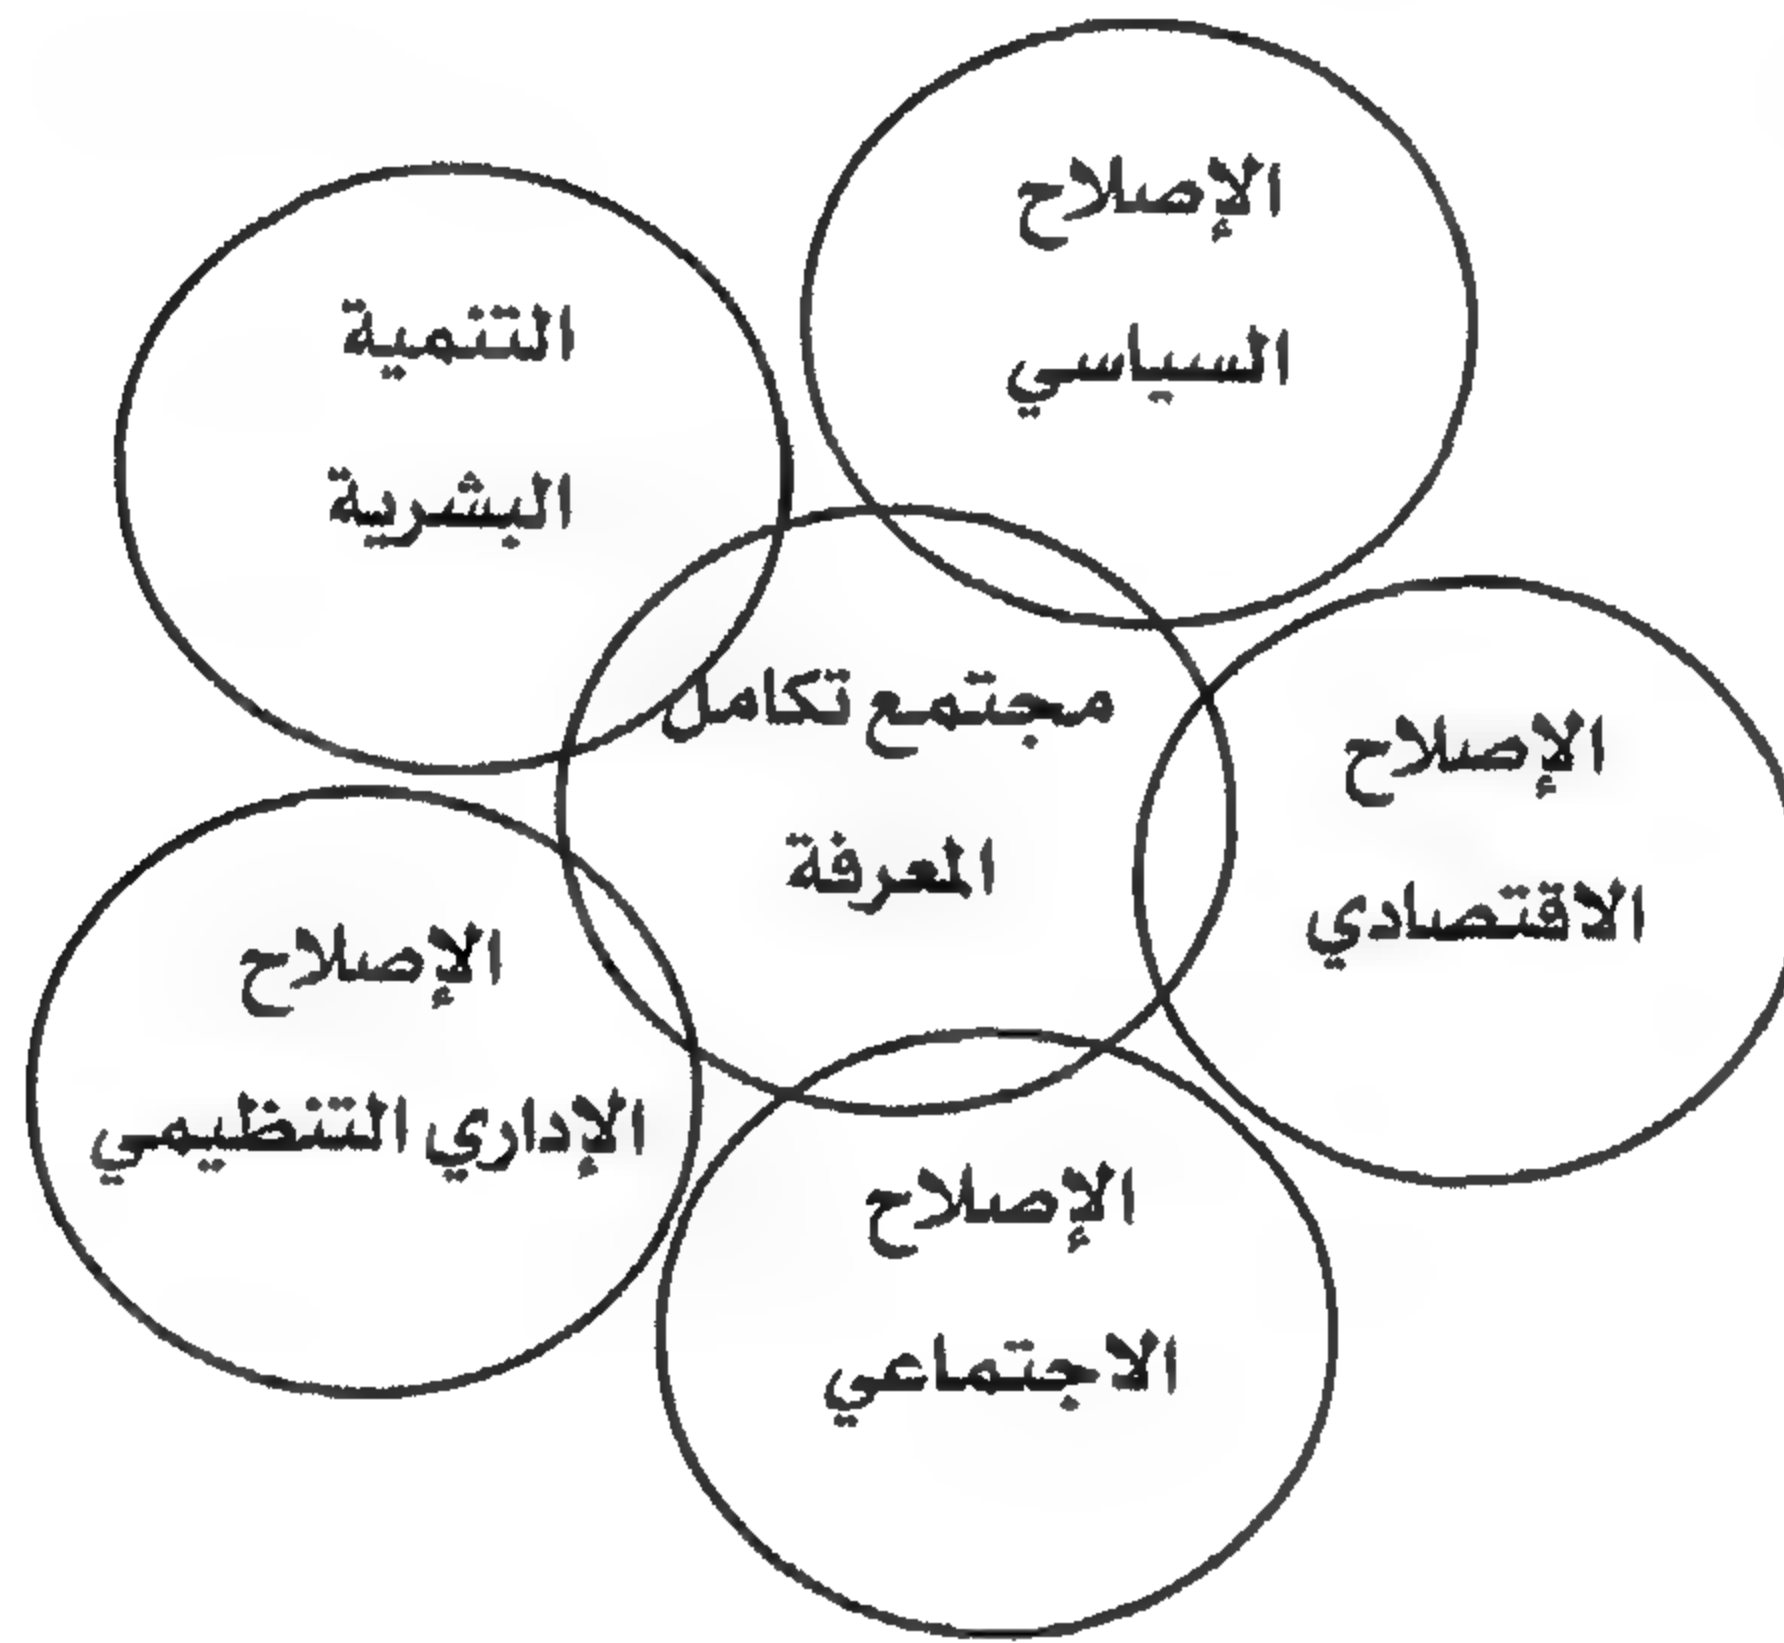 الإصلاح
السياسي
التنمية
البشرية
مجتمع تكامل
المعرفة
الإصلاح
الاقتصادي
الإصلاح
الإداري التنظيمي
الإصلاح
الاجتماعي